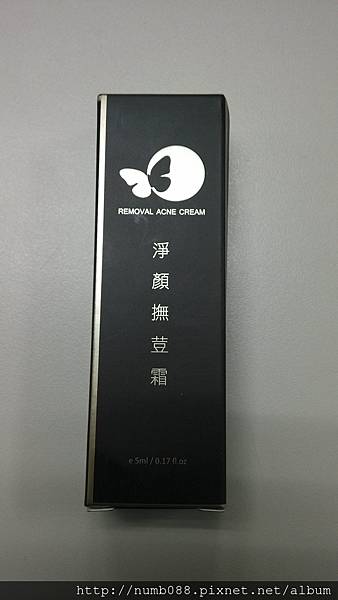 REMOVAL ACNE CREAM
淨顏撫荳霜
e 5ml / 0.17 fl.oz
http://numb088.pixnet.net/album